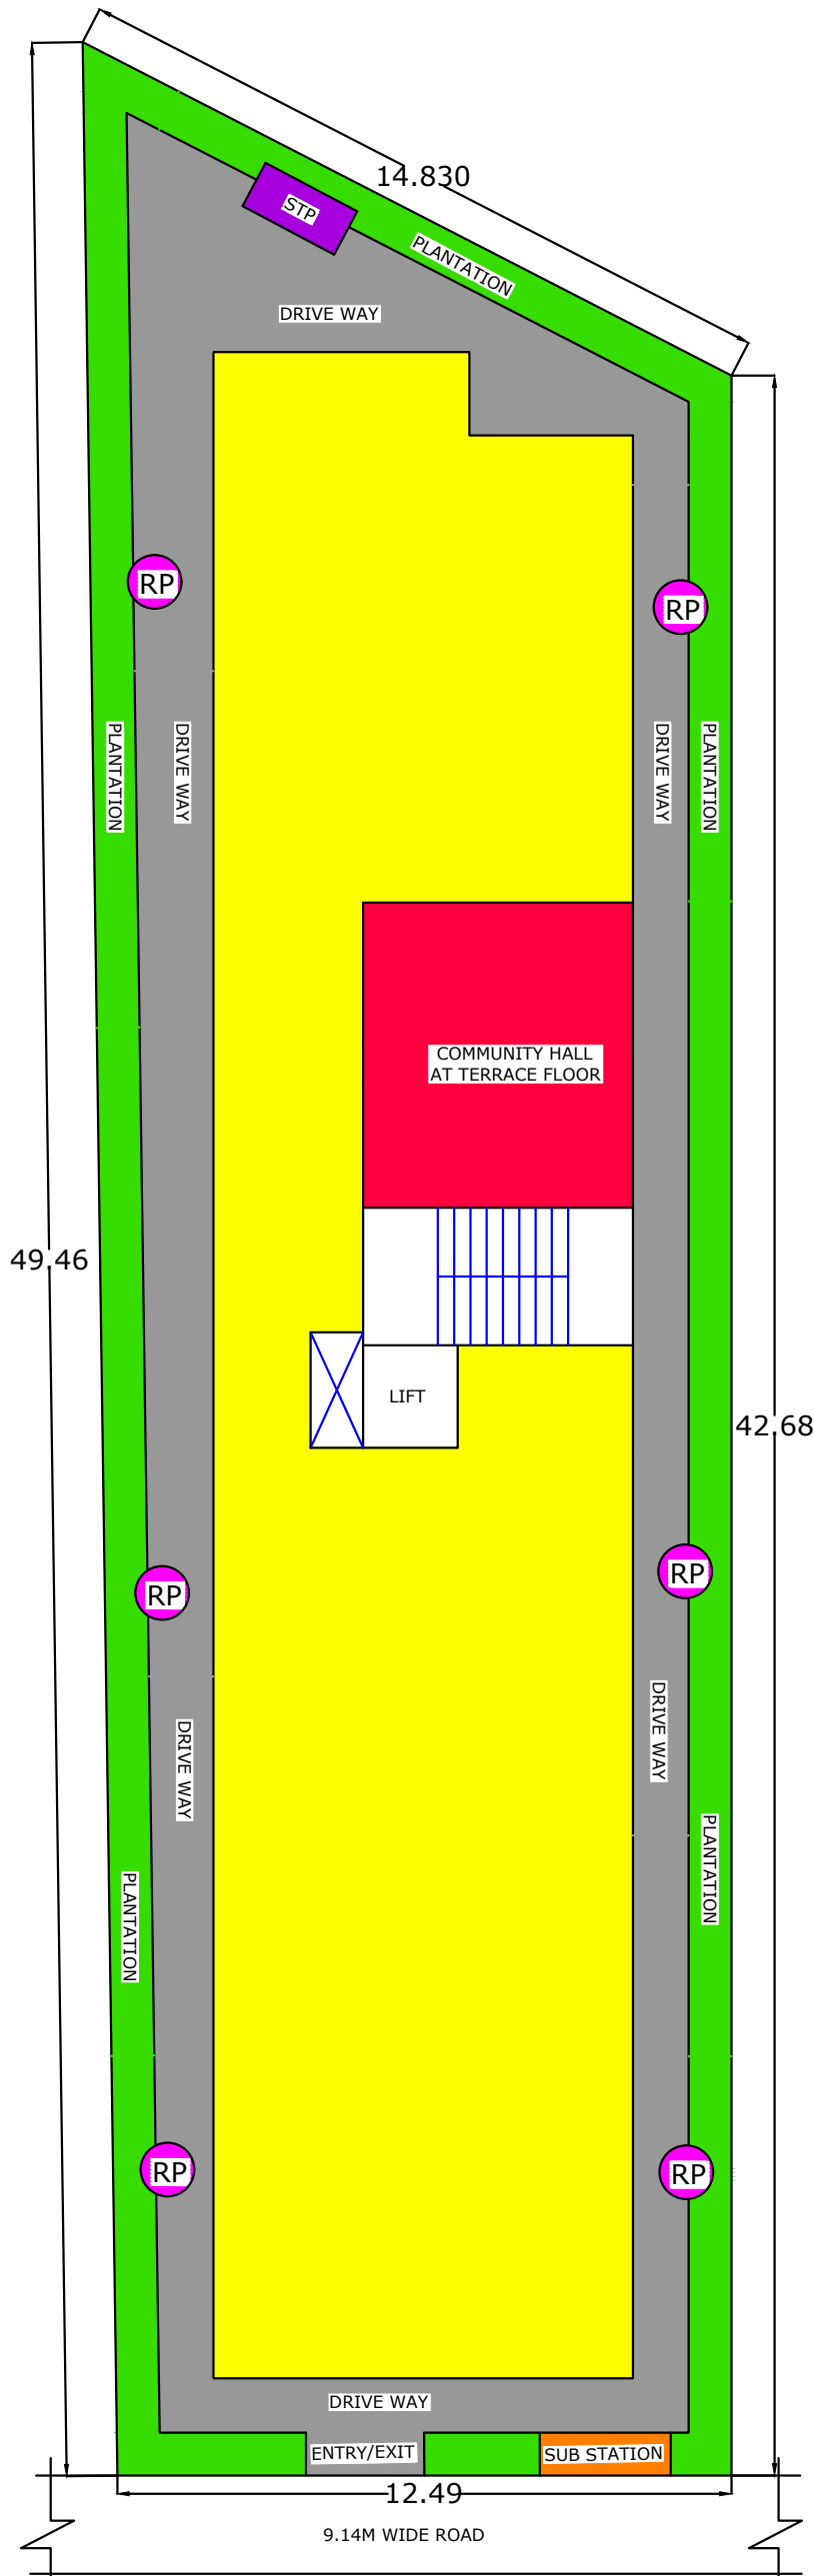 14.830
STP
PLANTATION
DRIVE WAY
RP
RP
PLANTATION
DRIVE WAY
DRIVE WAY
PLANTATION
COMMUNITY HALL
AT TERRACE FLOOR
49.46
LIFT
42.68
RP
RP
DRIVE WAY
DRIVE WAY
PLANTATION
PLANTATION
RP
RP
DRIVE WAY
ENTRY/EXIT
SUB STATION
12.49
9.14M WIDE ROAD